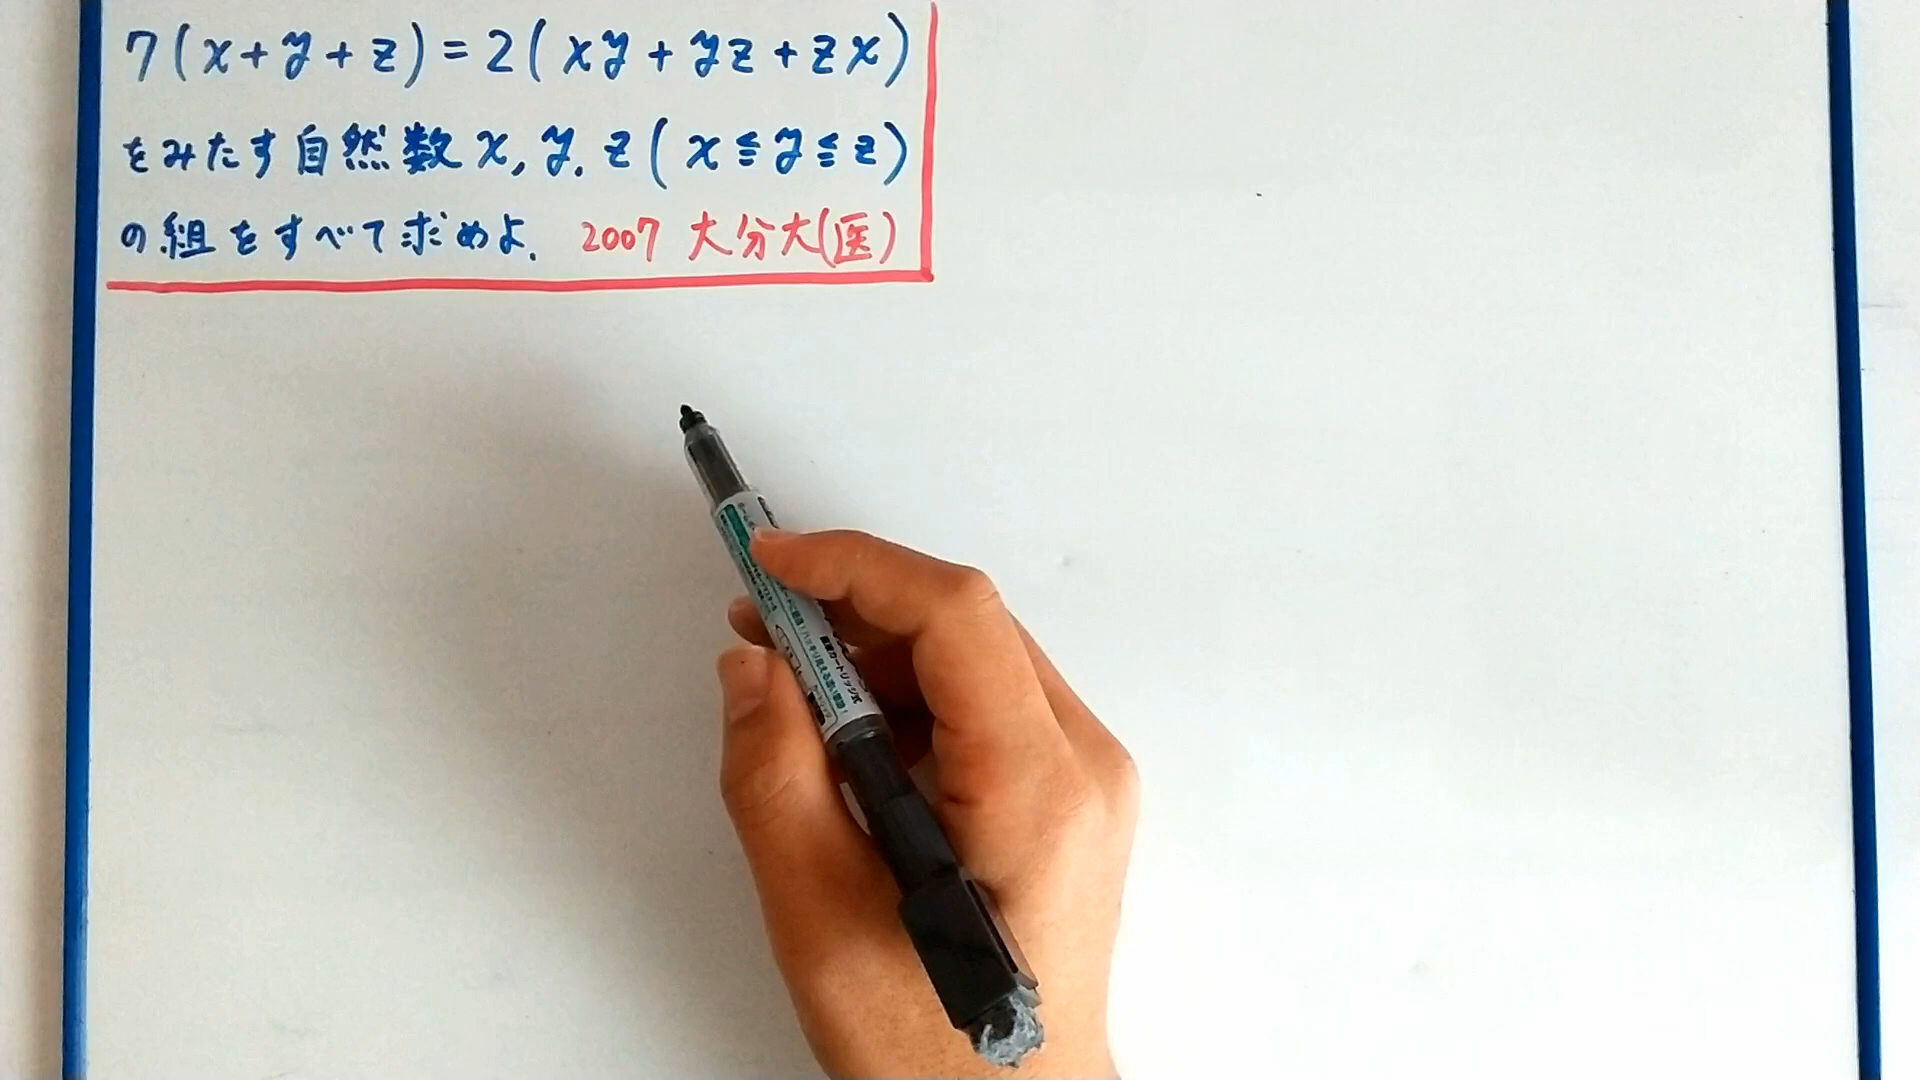 7(x+y+z)=2(xy+yz+zx)
をみたす自然数x,y.z(x≦y≦z)
の組をすべて求めよ. 2007 大分大(医)